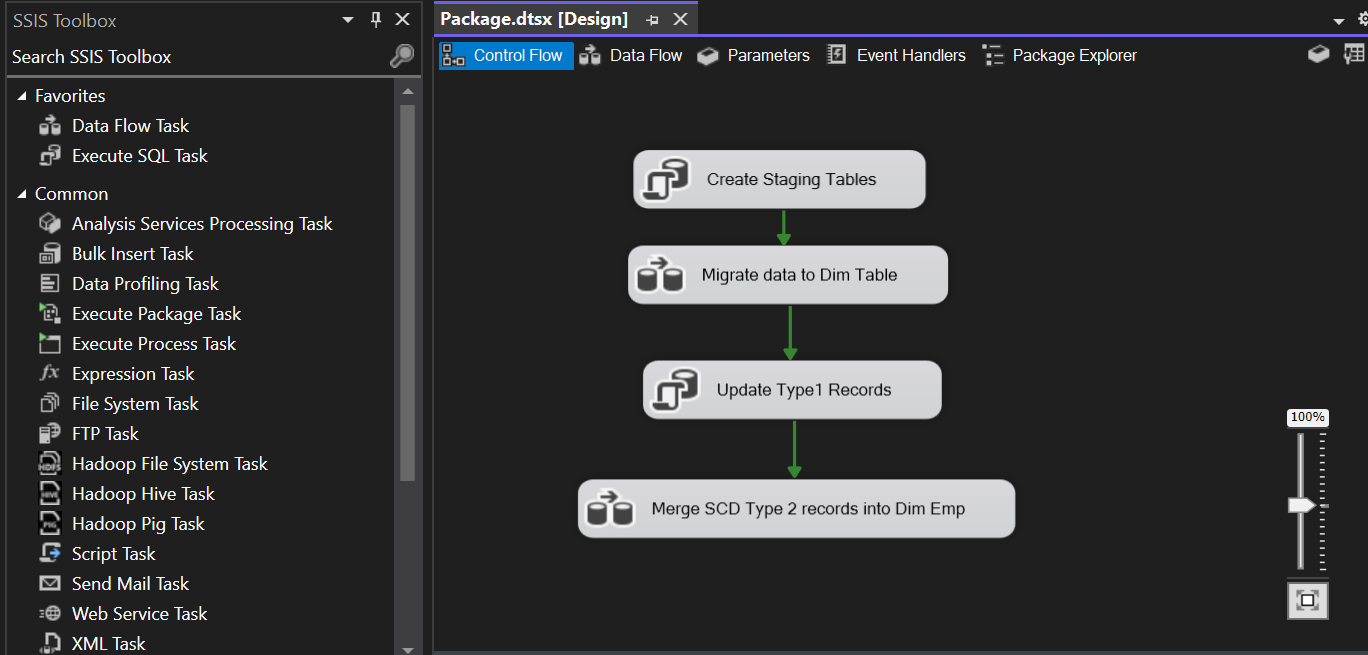 SSIS Toolbox
Search SSIS Toolbox
Favorites
Data Flow Task
Execute SQL Task
Common
Analysis Services Processing Task
Bulk Insert Task
Data Profiling Task
Execute Package Task
Execute Process Task
fx Expression Task
File System Task
FTP Task
HDFS Hadoop File System Task
HIVE Hadoop Hive Task
PIG Hadoop Pig Task
Script Task
Send Mail Task
Web Service Task
XML Task
Package.dtsx [Design]
Control Flow Data Flow Parameters Event Handlers Package Explorer
Create Staging Tables
Migrate data to Dim Table
Update Type1 Records
Merge SCD Type 2 records into Dim Emp
100%